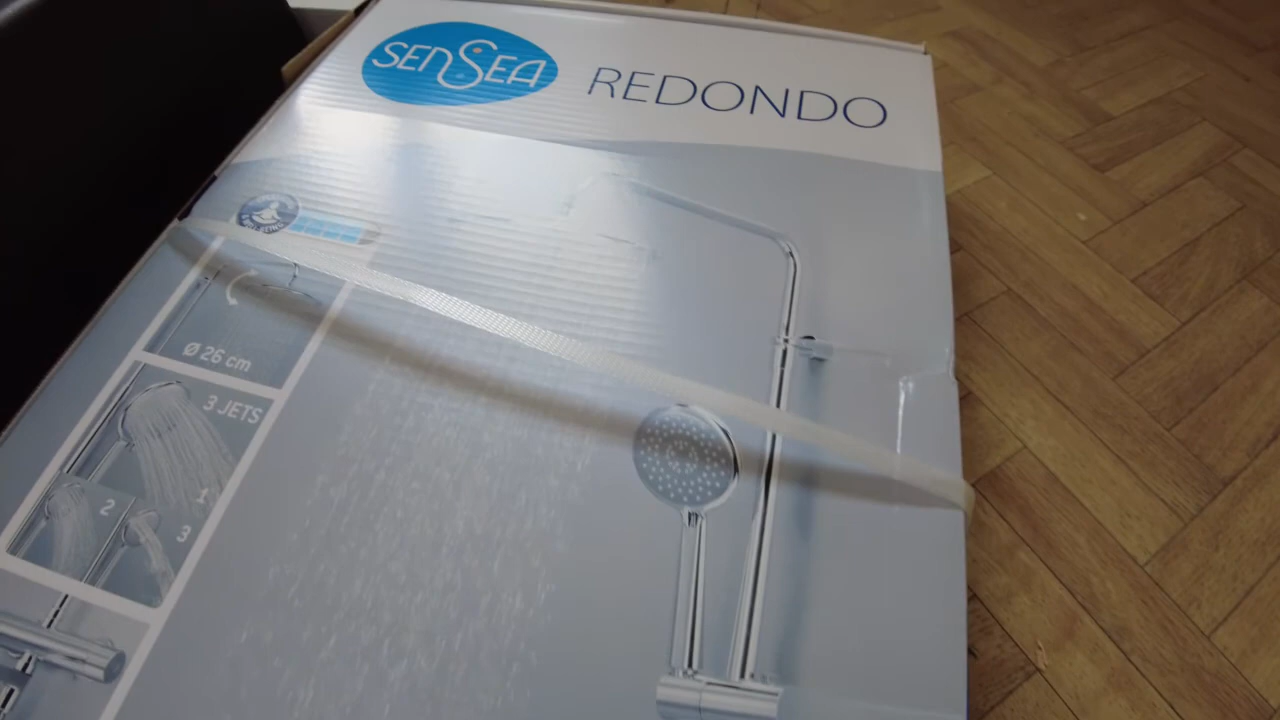 SENSEA
REDONDO
Ø 26 cm
3 JETS
1
2
3